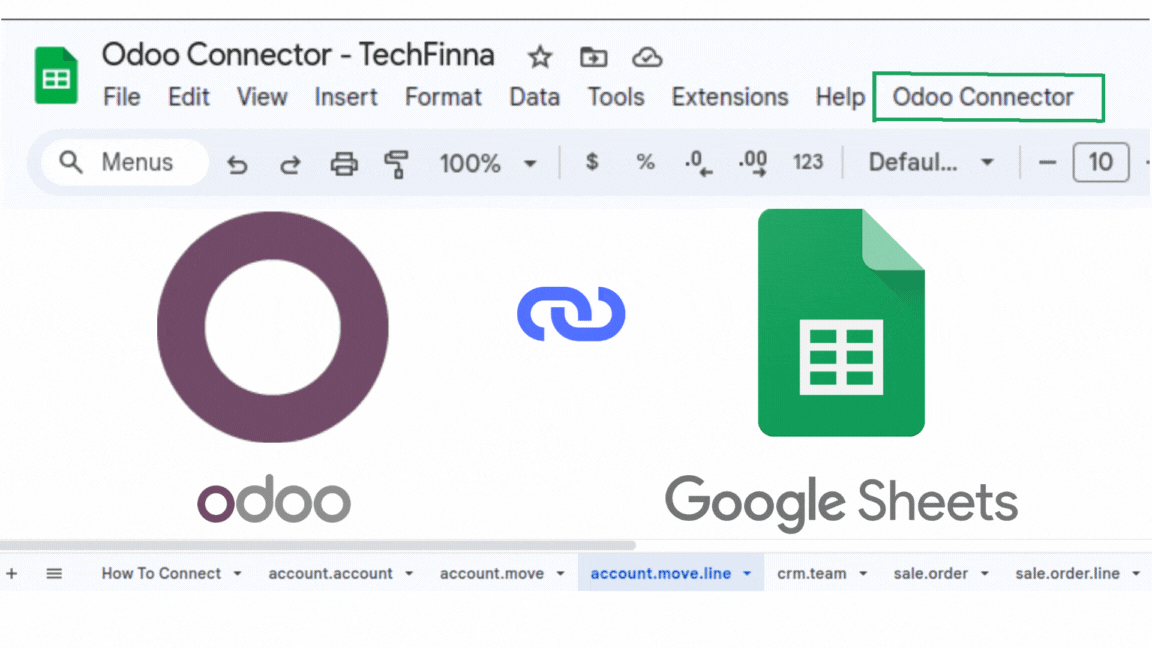 Odoo Connector - TechFinna
File Edit View Insert Format Data Tools Extensions Help Odoo Connector
Menus 100% $ % .0 .00 123 Defaul... 10
odoo
Google Sheets
+ How To Connect account.account account.move account.move.line crm.team sale.order sale.order.line